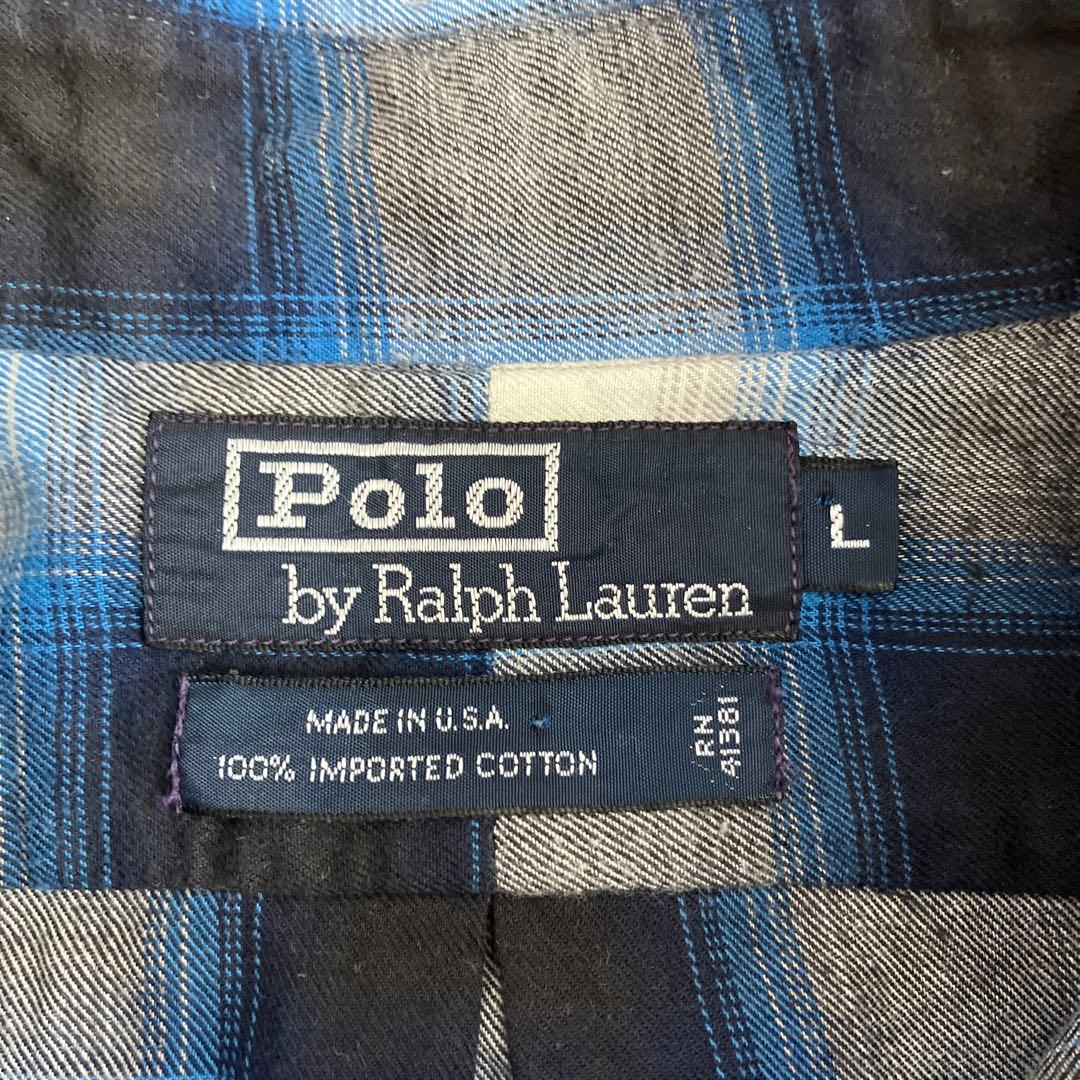 Polo
by Ralph Lauren
L
MADE IN U.S.A.
100% IMPORTED COTTON
RN
41381